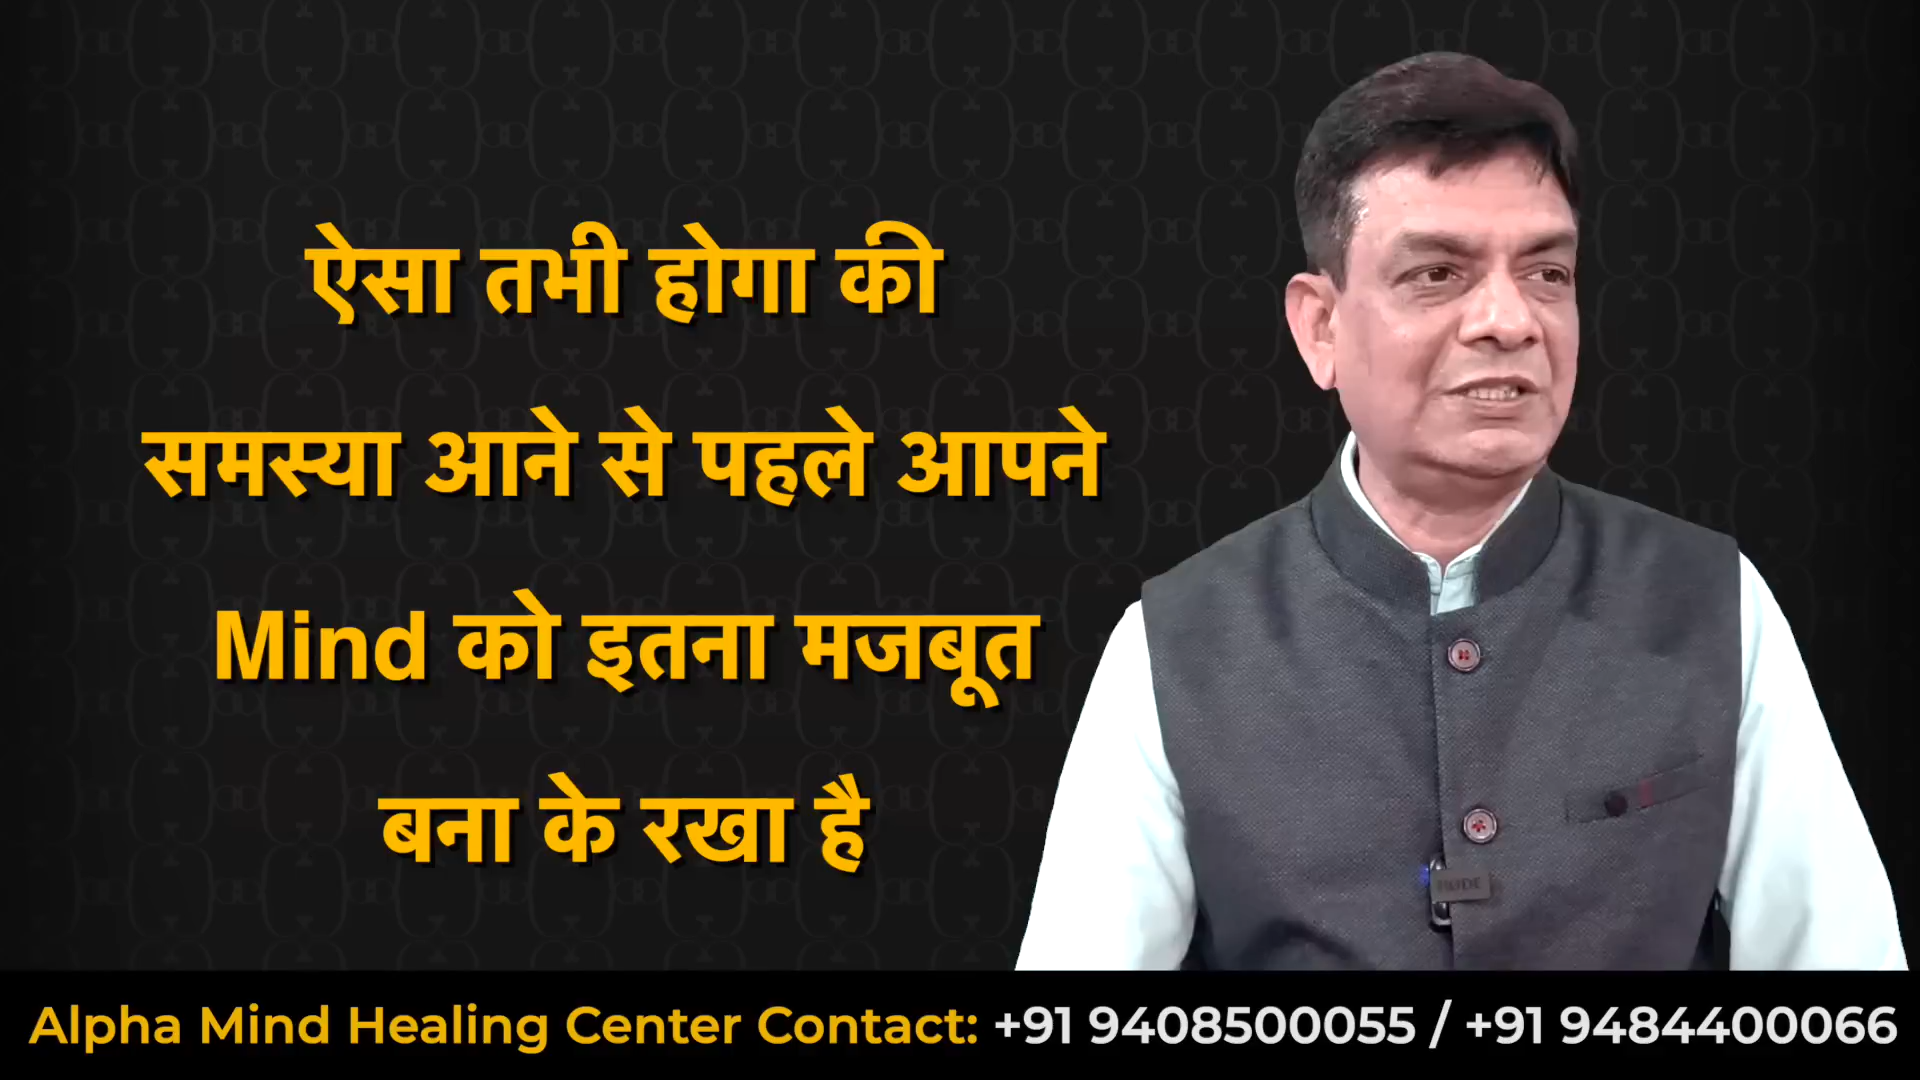 ऐसा तभी होगा की
समस्या आने से पहले आपने
Mind को इतना मजबूत
बना के रखा है
RODE
Alpha Mind Healing Center Contact: +91 9408500055 / +91 9484400066